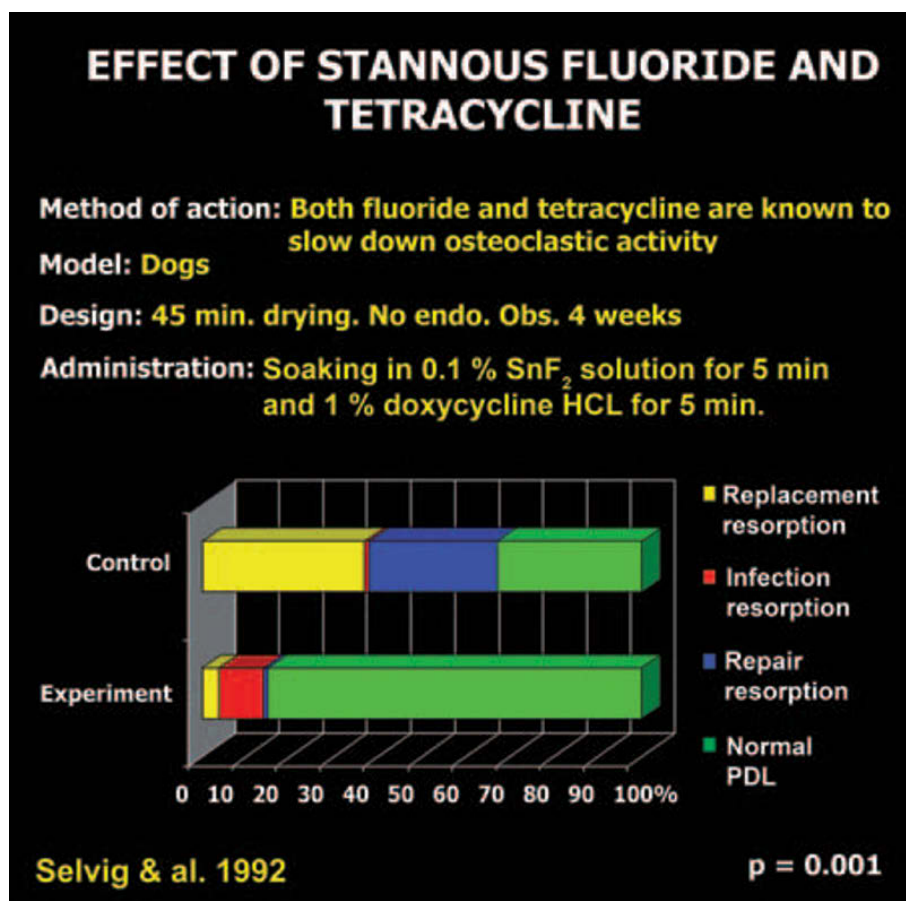 EFFECT OF STANNOUS FLUORIDE AND
TETRACYCLINE
Method of action: Both fluoride and tetracycline are known to
slow down osteoclastic activity
Model: Dogs
Design: 45 min. drying. No endo. Obs. 4 weeks
Administration: Soaking in 0.1 % SnF2 solution for 5 min
and 1 % doxycycline HCL for 5 min.
Control
Experiment
0 10 20 30 40 50 60 70 80 90 100%
Replacement
resorption
Infection
resorption
Repair
resorption
Normal
PDL
Selvig & al. 1992
p = 0.001